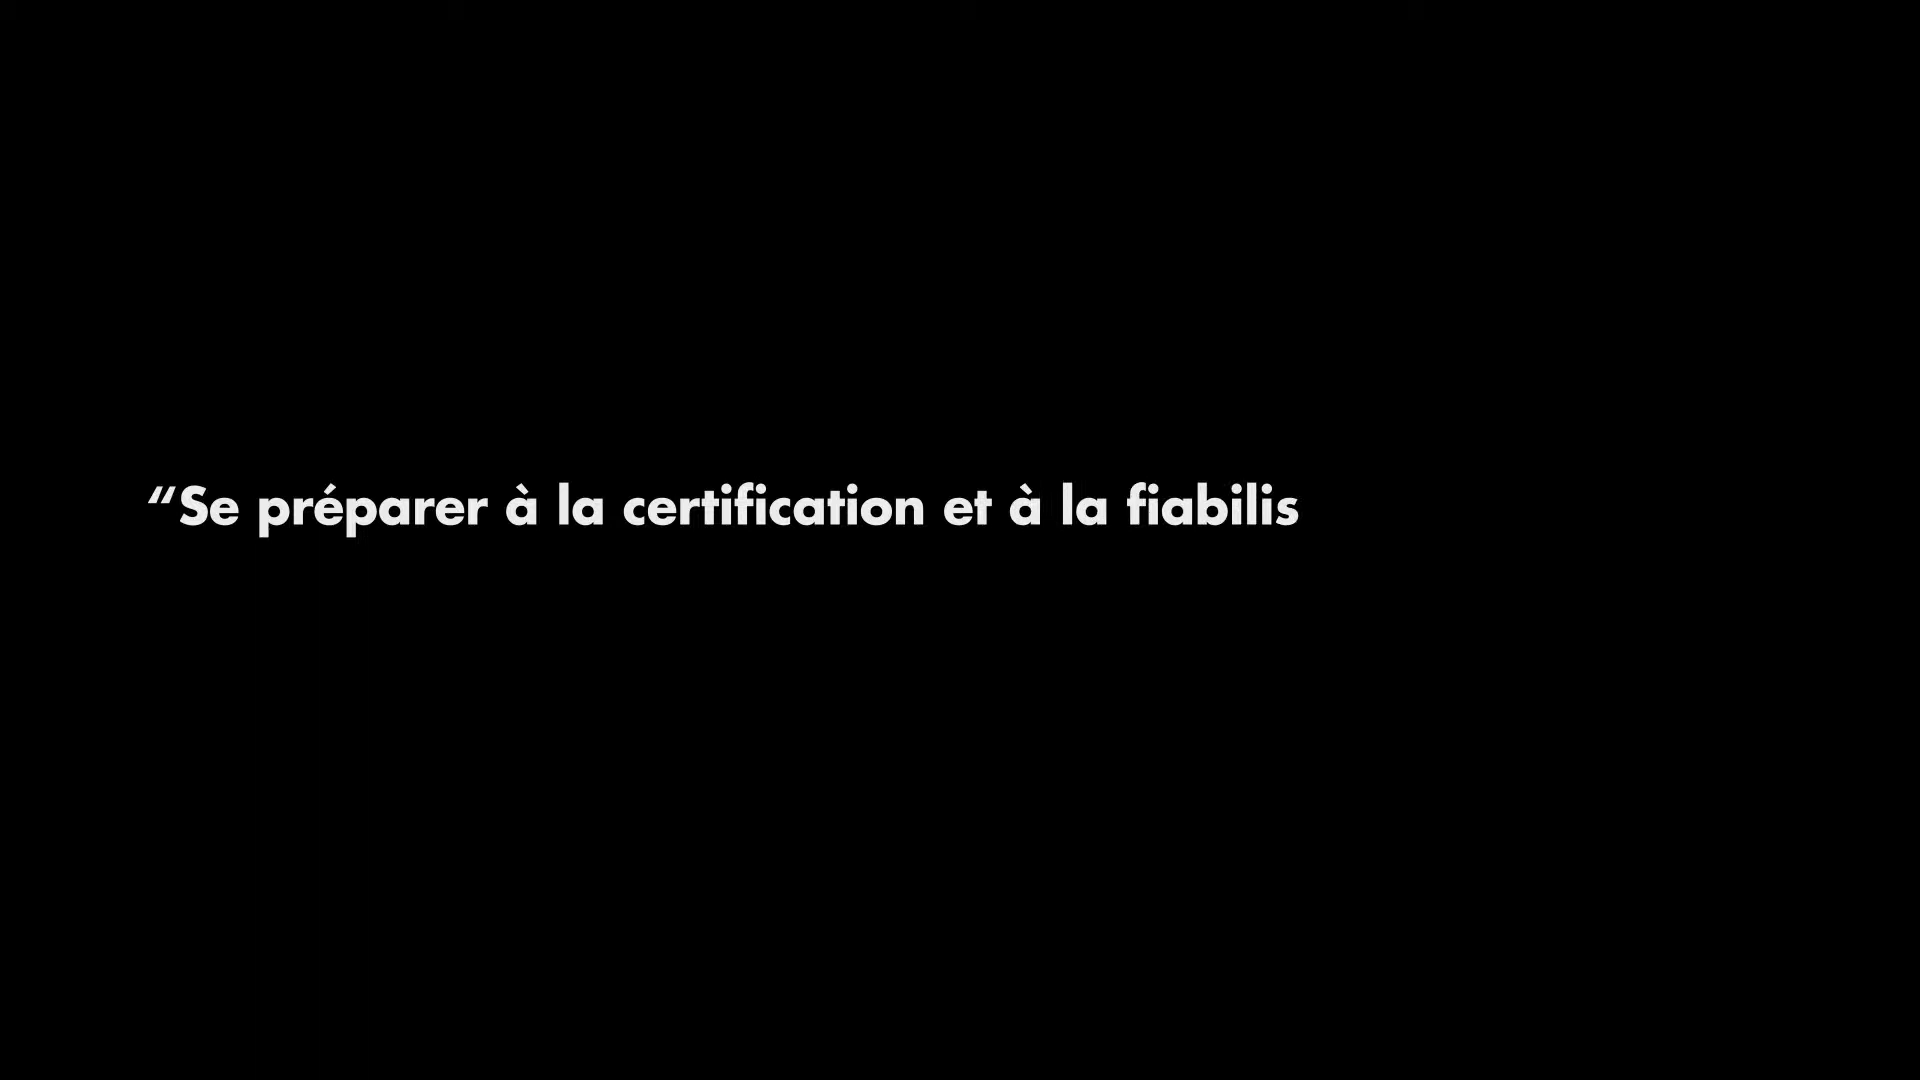 “Se préparer à la certification et à la fiabilis